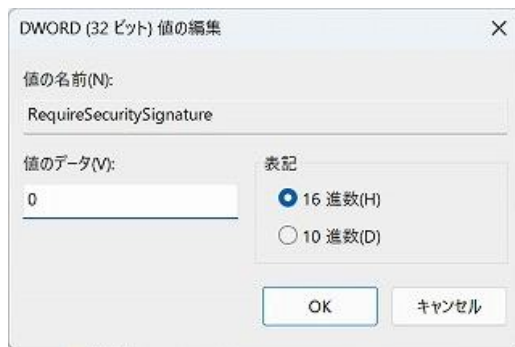 DWORD (32 ビット) 値の編集
値の名前(N):
RequireSecuritySignature
値のデータ(V):
0
表記
16 進数(H)
10 進数(D)
OK
キャンセル